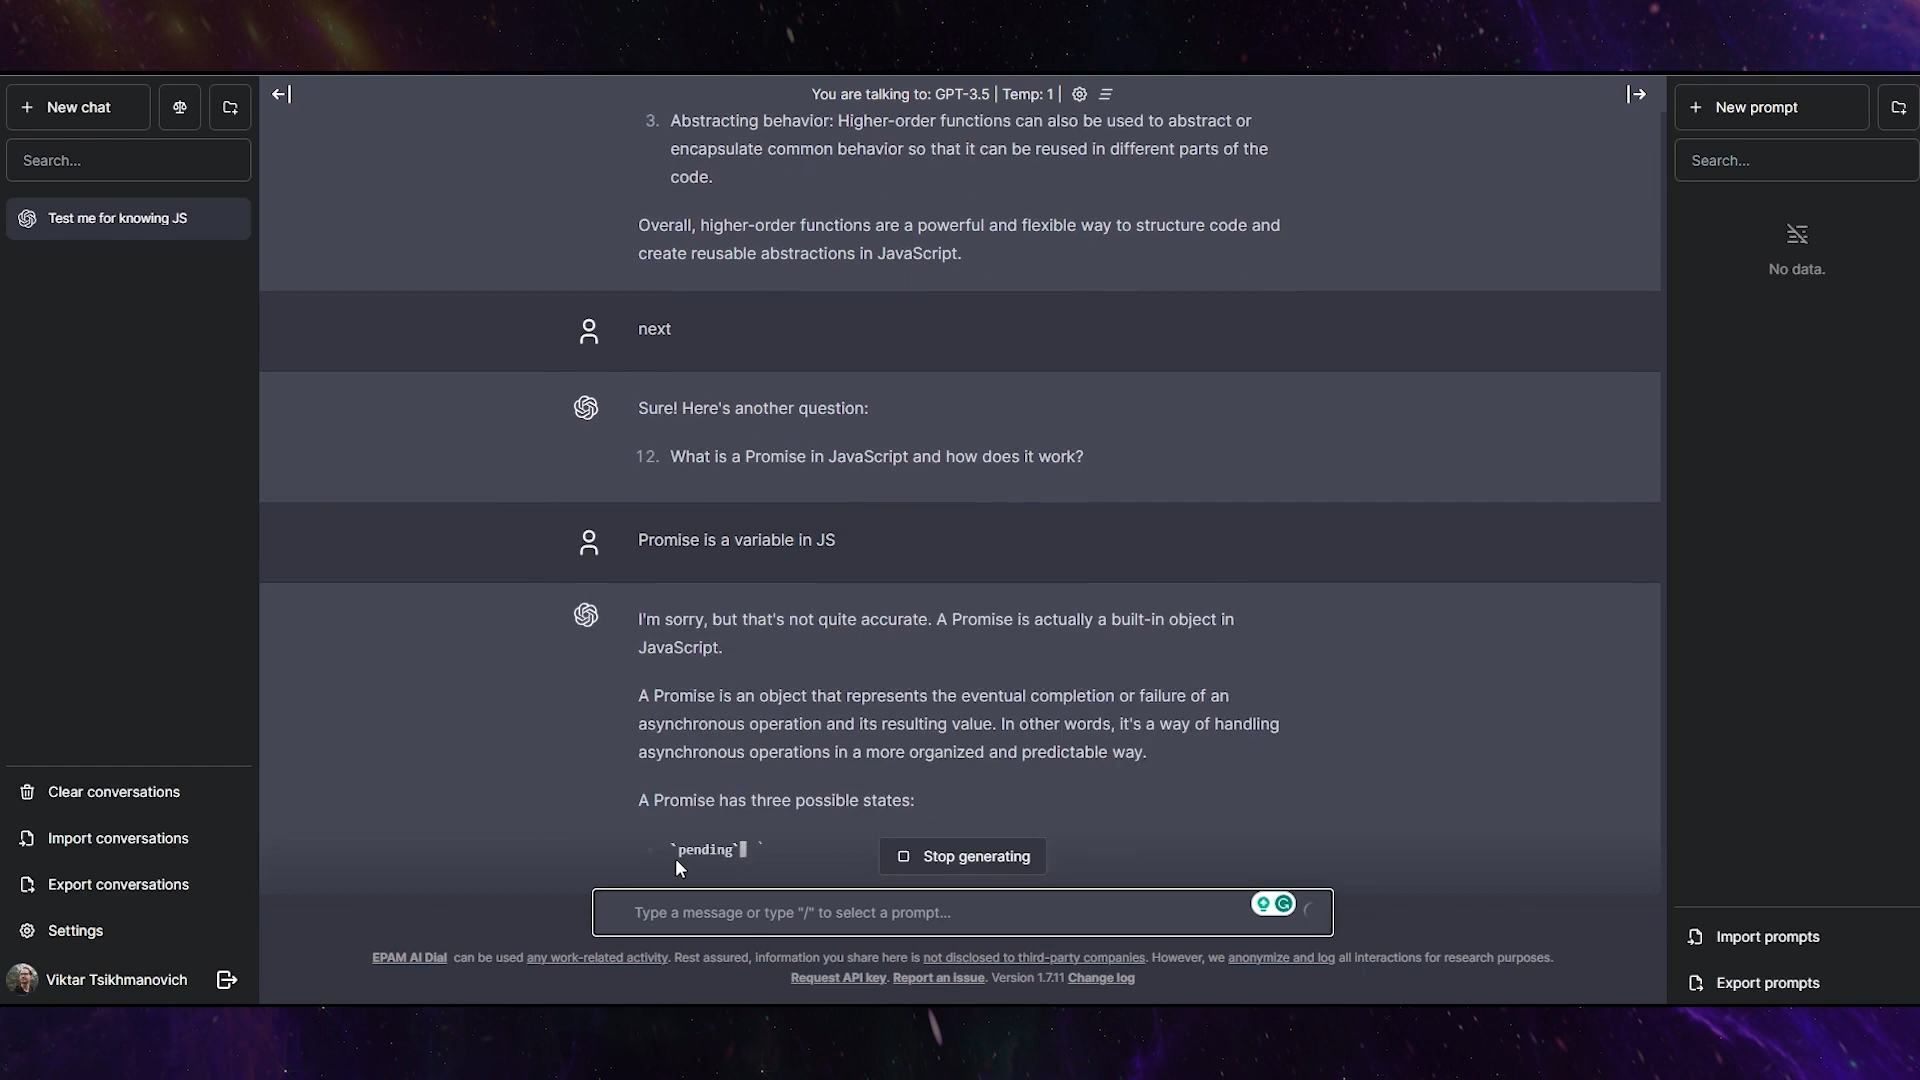 New chat
Search...
Test me for knowing JS
Clear conversations
Import conversations
Export conversations
Settings
Viktar Tsikhmanovich
You are talking to: GPT-3.5 | Temp: 1 |
3. Abstracting behavior: Higher-order functions can also be used to abstract or
encapsulate common behavior so that it can be reused in different parts of the
code.
Overall, higher-order functions are a powerful and flexible way to structure code and
create reusable abstractions in JavaScript.
next
Sure! Here's another question:
12. What is a Promise in JavaScript and how does it work?
Promise is a variable in JS
I'm sorry, but that's not quite accurate. A Promise is actually a built-in object in
JavaScript.
A Promise is an object that represents the eventual completion or failure of an
asynchronous operation and its resulting value. In other words, it's a way of handling
asynchronous operations in a more organized and predictable way.
A Promise has three possible states:
`pending` `
Stop generating
Type a message or type "/" to select a prompt...
EPAM AI Dial can be used any work-related activity. Rest assured, information you share here is not disclosed to third-party companies. However, we anonymize and log all interactions for research purposes.
Request API key. Report an issue. Version 1.7.11 Change log
New prompt
Search...
No data.
Import prompts
Export prompts